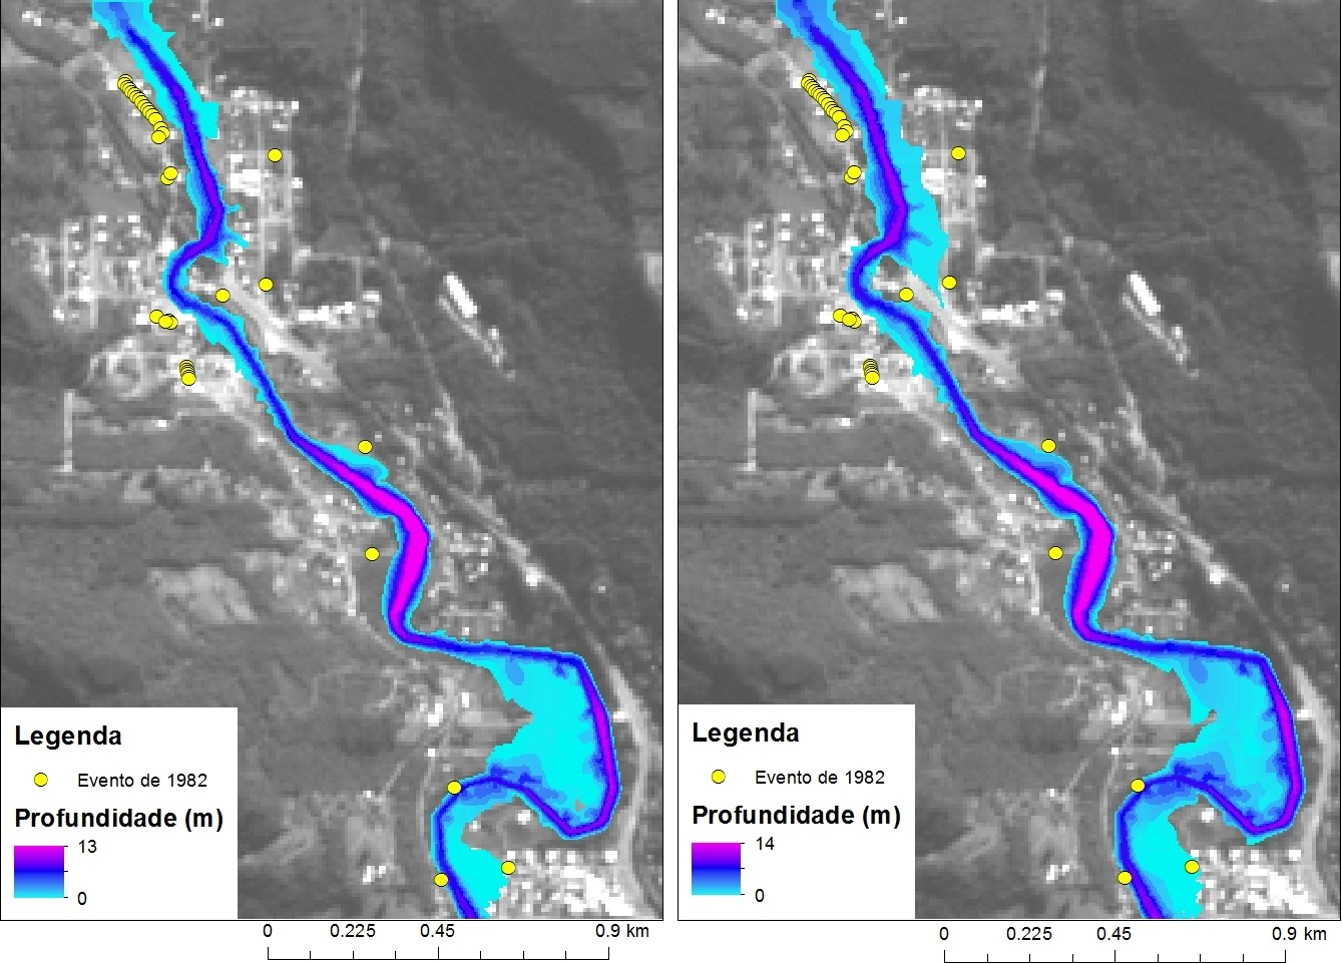 Legenda
Evento de 1982
Profundidade (m)
13
0
0 0.225 0.45 0.9 km
Legenda
Evento de 1982
Profundidade (m)
14
0
0 0.225 0.45 0.9 km